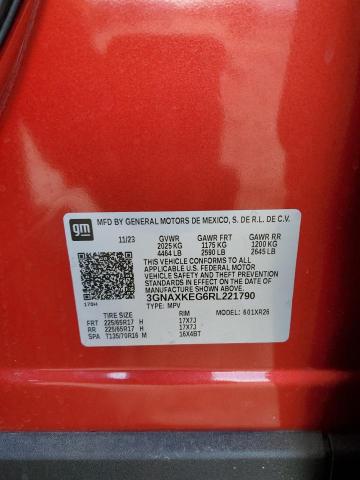 gm
MFD BY GENERAL MOTORS DE MEXICO, S. DE R.L. DE C.V.
11/23 GVWR GAWR FRT GAWR RR
2025 KG 1175 KG 1200 KG
4464 LB 2590 LB 2645 LB
THIS VEHICLE CONFORMS TO ALL APPLICABLE
U.S. FEDERAL MOTOR VEHICLE SAFETY, BUMPER, AND
THEFT PREVENTION STANDARDS IN EFFECT ON THE
DATE OF MANUFACTURE SHOWN ABOVE.
3GNAXKEG6RL221790
TYPE: MPV MODEL: 601XR26
TIRE SIZE RIM
FRT 225/65R17 H 17X7J
RR 225/65R17 H 17X7J
SPA T135/70R16 M 16X4BT